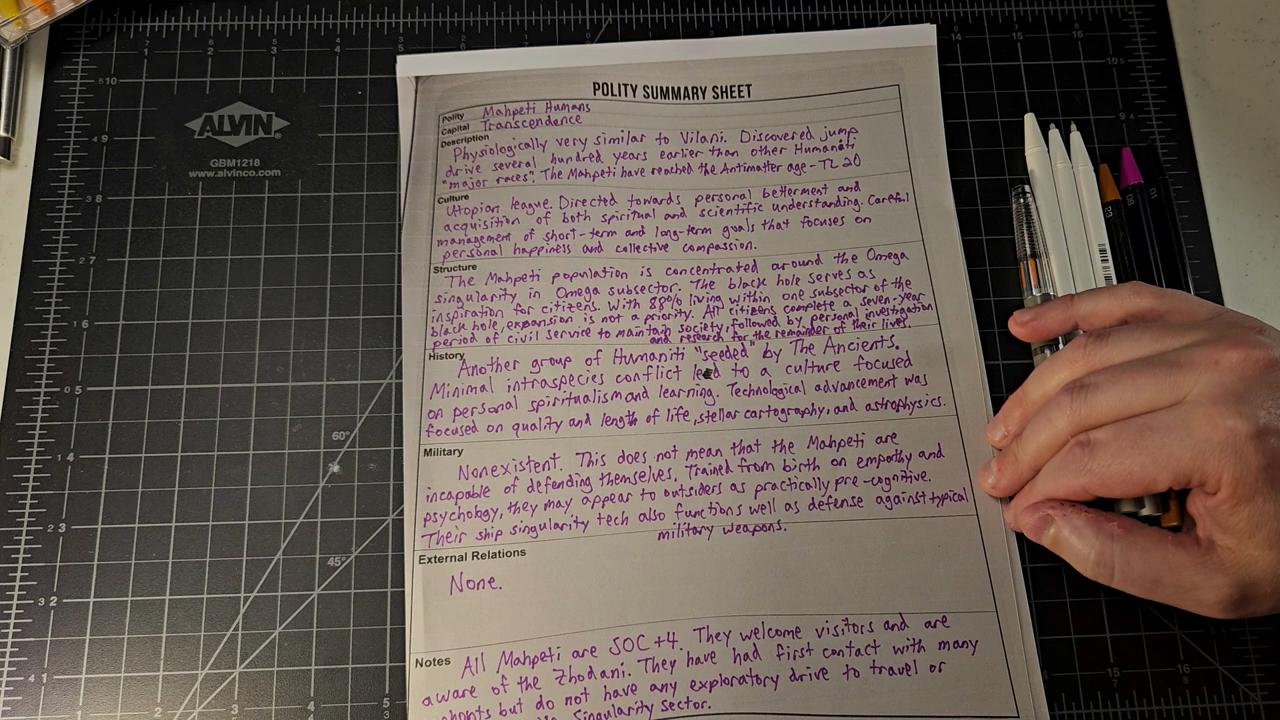 ALVIN
GBM1218
www.alvinco.com
60°
45°
POLITY SUMMARY SHEET
Polity Mahpeti Humans
Capital Transcendence
Description
Physiologically very similar to Vilani. Discovered jump
drive several hundred years earlier than other Humaniti
"major races". The Mahpeti have reached the Antimatter age - TL 20
Culture
Utopian league. Directed towards personal betterment and
acquisition of both spiritual and scientific understanding. Careful
management of short-term and long-term goals that focuses on
personal happiness and collective compassion.
Structure
The Mahpeti population is concentrated around the Omega
singularity in Omega subsector. The black hole serves as
inspiration for citizens. With 88% living within one subsector of the
black hole, expansion is not a priority. All citizens complete a seven-year
period of civil service to maintain society, followed by personal investigation
and research for the remainder of their lives.
History
Another group of Humaniti "seeded" by The Ancients.
Minimal intraspecies conflict led to a culture focused
on personal spiritualism and learning. Technological advancement was
focused on quality and length of life, stellar cartography, and astrophysics.
Military
Nonexistent. This does not mean that the Mahpeti are
incapable of defending themselves. Trained from birth on empathy and
psychology, they may appear to outsiders as practically pre-cognitive.
Their ship singularity tech also functions well as defense against typical
military weapons.
External Relations
None.
Notes
All Mahpeti are SOC +4. They welcome visitors and are
aware of the Zhodani. They have had first contact with many
but do not have any exploratory drive to travel or
Singularity sector.